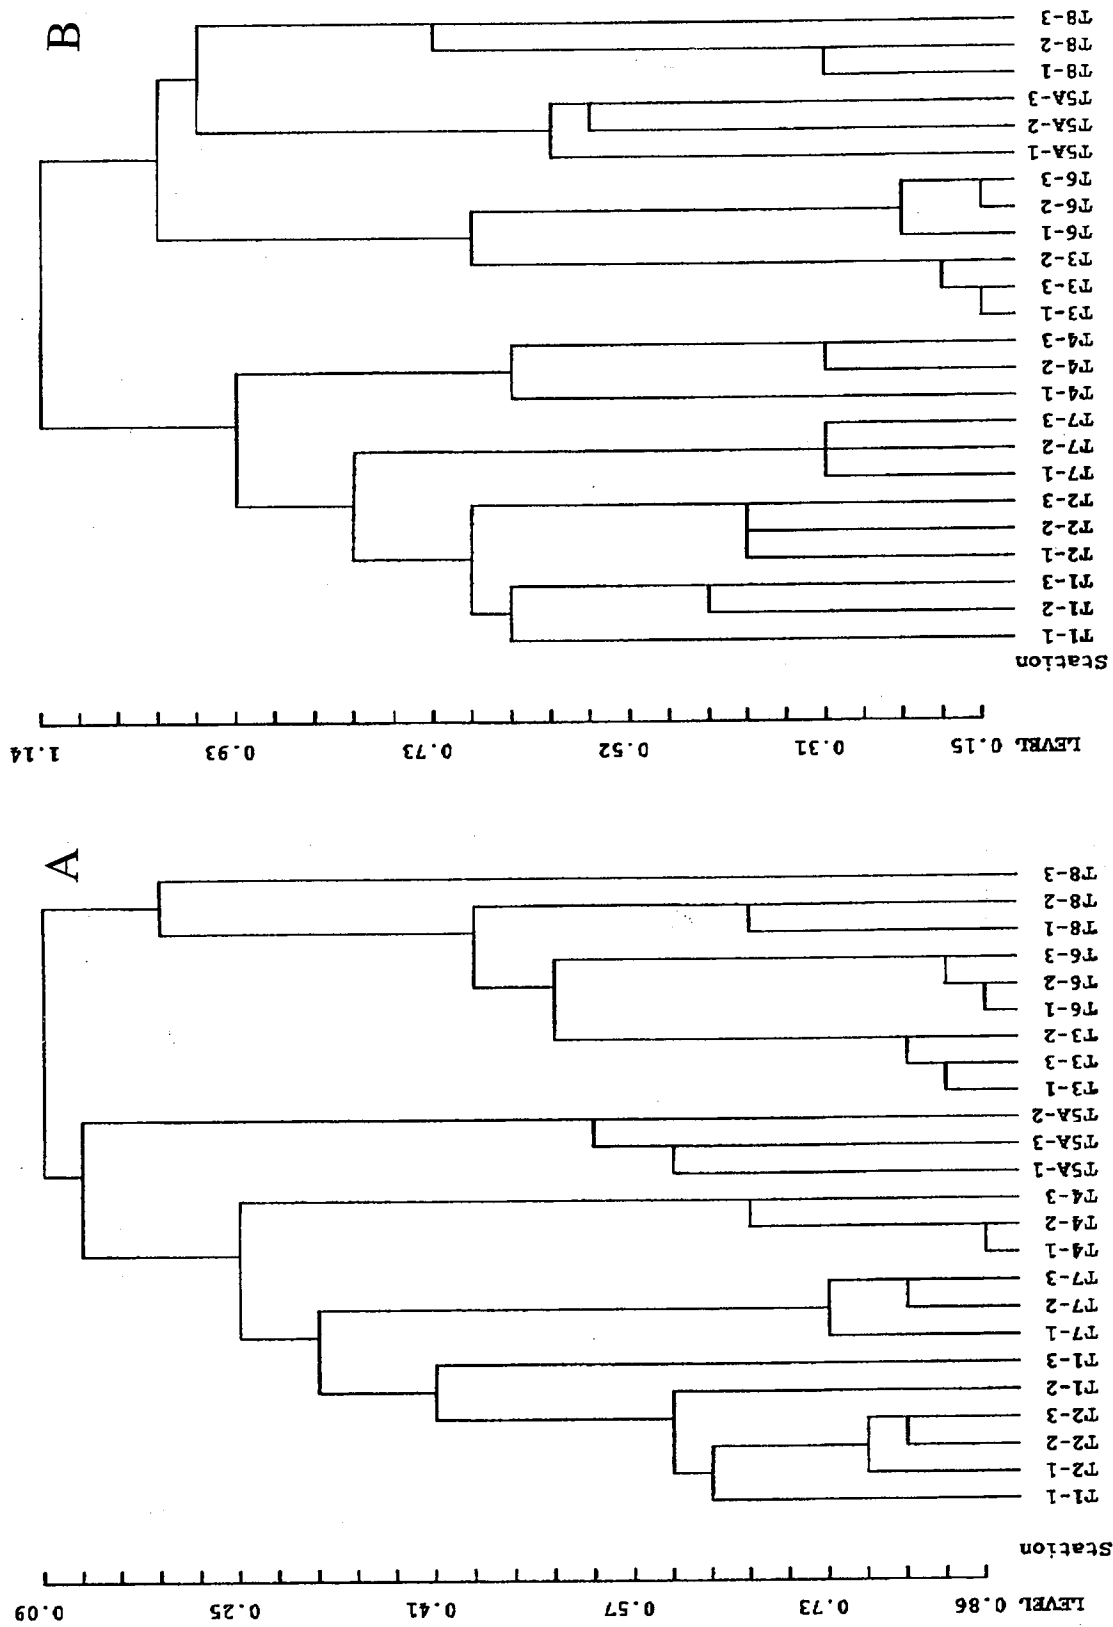 B
T8-3
T8-2
T8-1
T5A-3
T5A-2
T5A-1
T6-3
T6-2
T6-1
T3-2
T3-3
T3-1
T4-3
T4-2
T4-1
T7-3
T7-2
T7-1
T2-3
T2-2
T2-1
T1-3
T1-2
T1-1
Station
LEVEL 0.15 0.31 0.52 0.73 0.93 1.14
A
T8-3
T8-2
T8-1
T6-3
T6-2
T6-1
T3-2
T3-3
T3-1
T5A-2
T5A-3
T5A-1
T4-3
T4-2
T4-1
T7-3
T7-2
T7-1
T1-3
T1-2
T2-3
T2-2
T2-1
T1-1
Station
LEVEL 0.86 0.73 0.57 0.41 0.25 0.09